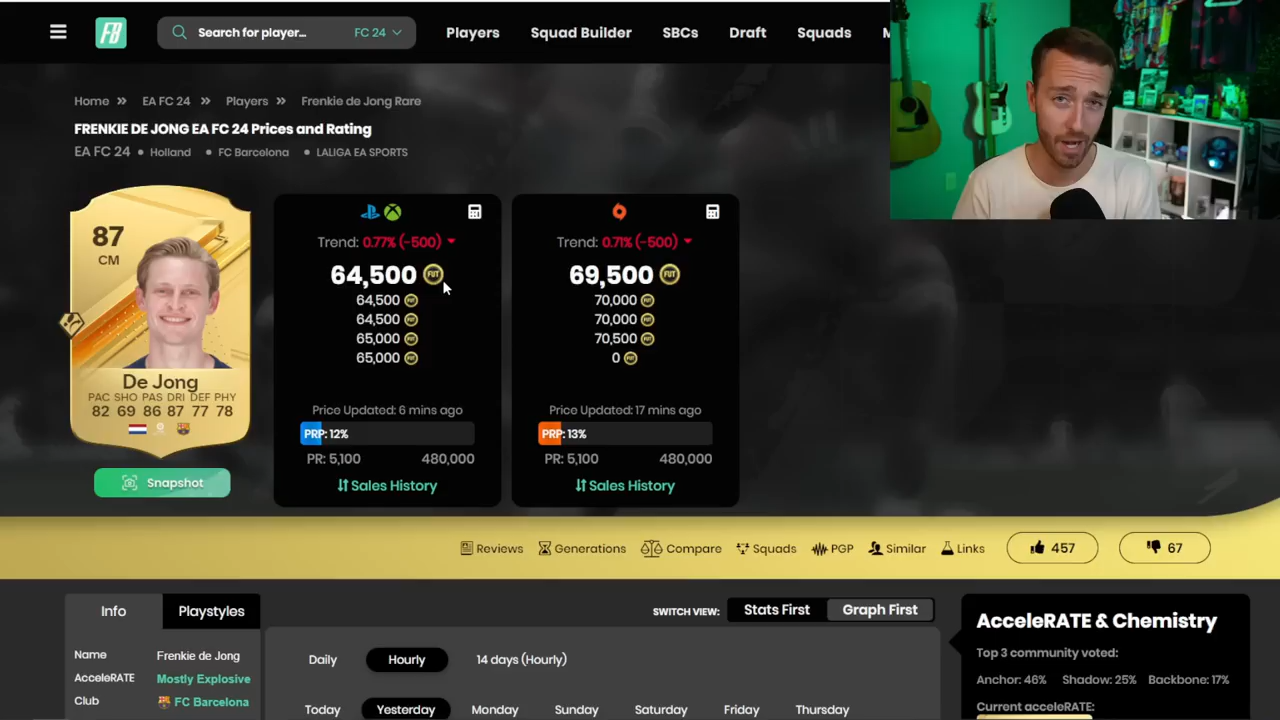 FB
Search for player...
FC 24
Players
Squad Builder
SBCs
Draft
Squads
Home » EA FC 24 » Players » Frenkie de Jong Rare
FRENKIE DE JONG EA FC 24 Prices and Rating
EA FC 24 • Holland • FC Barcelona • LALIGA EA SPORTS
87
CM
De Jong
PAC SHO PAS DRI DEF PHY
82 69 86 87 77 78
Snapshot
Trend: 0.77% (-500)
64,500
64,500
64,500
65,000
65,000
Price Updated: 6 mins ago
PRP: 12%
PR: 5,100 480,000
Sales History
Trend: 0.71% (-500)
69,500
70,000
70,000
70,500
0
Price Updated: 17 mins ago
PRP: 13%
PR: 5,100 480,000
Sales History
Reviews
Generations
Compare
Squads
PGP
Similar
Links
457
67
Info
Playstyles
Name Frenkie de Jong
AcceleRATE Mostly Explosive
Club FC Barcelona
SWITCH VIEW: Stats First Graph First
Daily Hourly 14 days (Hourly)
Today Yesterday Monday Sunday Saturday Friday Thursday
AcceleRATE & Chemistry
Top 3 community voted:
Anchor: 46% Shadow: 25% Backbone: 17%
Current acceleRATE: